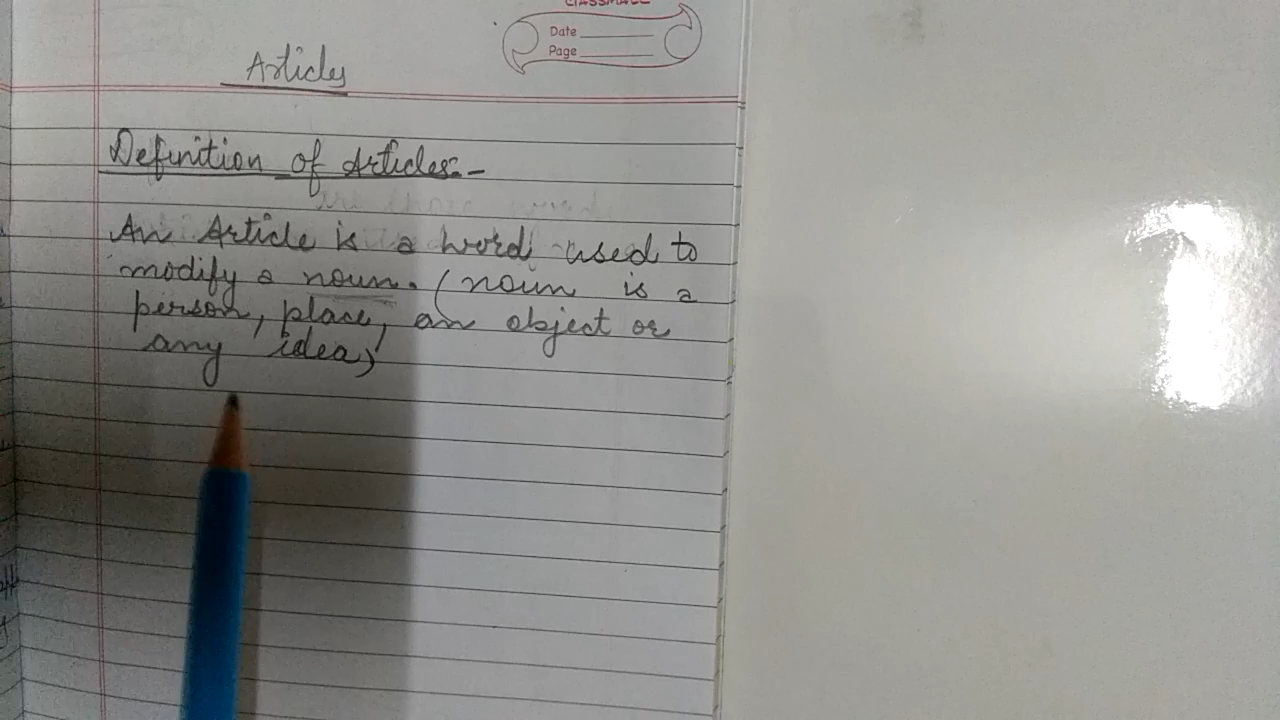 Date
Page
Articles
Definition of Articles:-
An Article is a word used to
modify a noun. (noun is a
person, place, an object or
any idea)